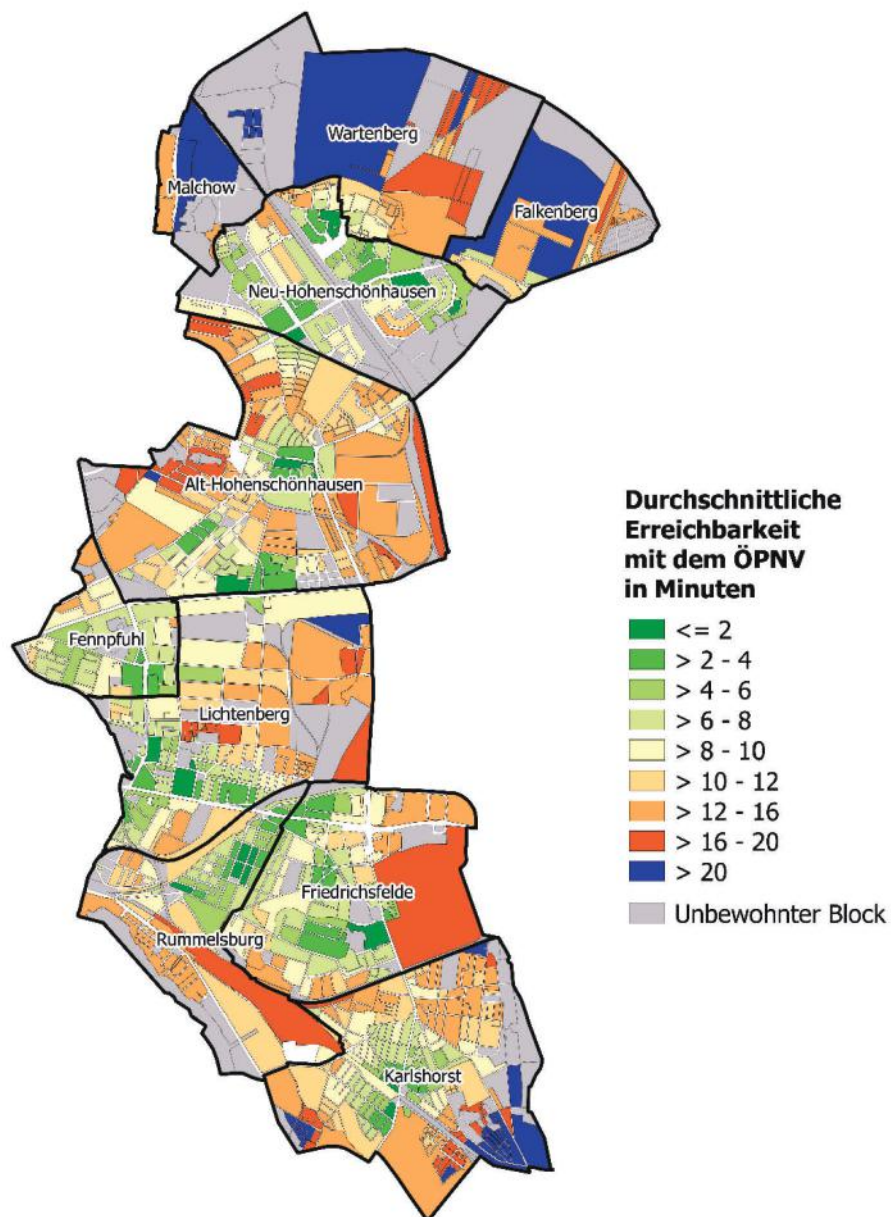 Wartenberg
Malchow
Falkenberg
Neu-Hohenschönhausen
Alt-Hohenschönhausen
Fennpfuhl
Lichtenberg
Friedrichsfelde
Rummelsburg
Karlshorst
Durchschnittliche
Erreichbarkeit
mit dem ÖPNV
in Minuten
<= 2
> 2 - 4
> 4 - 6
> 6 - 8
> 8 - 10
> 10 - 12
> 12 - 16
> 16 - 20
> 20
Unbewohnter Block